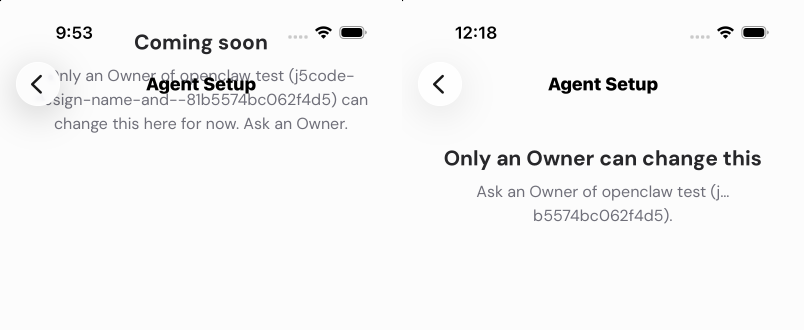 9:53
Coming soon
Only an Owner of openclaw test (j5code-
sign-name-and--81b5574bc062f4d5) can
change this here for now. Ask an Owner.
Agent Setup
12:18
Agent Setup
Only an Owner can change this
Ask an Owner of openclaw test (j…
b5574bc062f4d5).